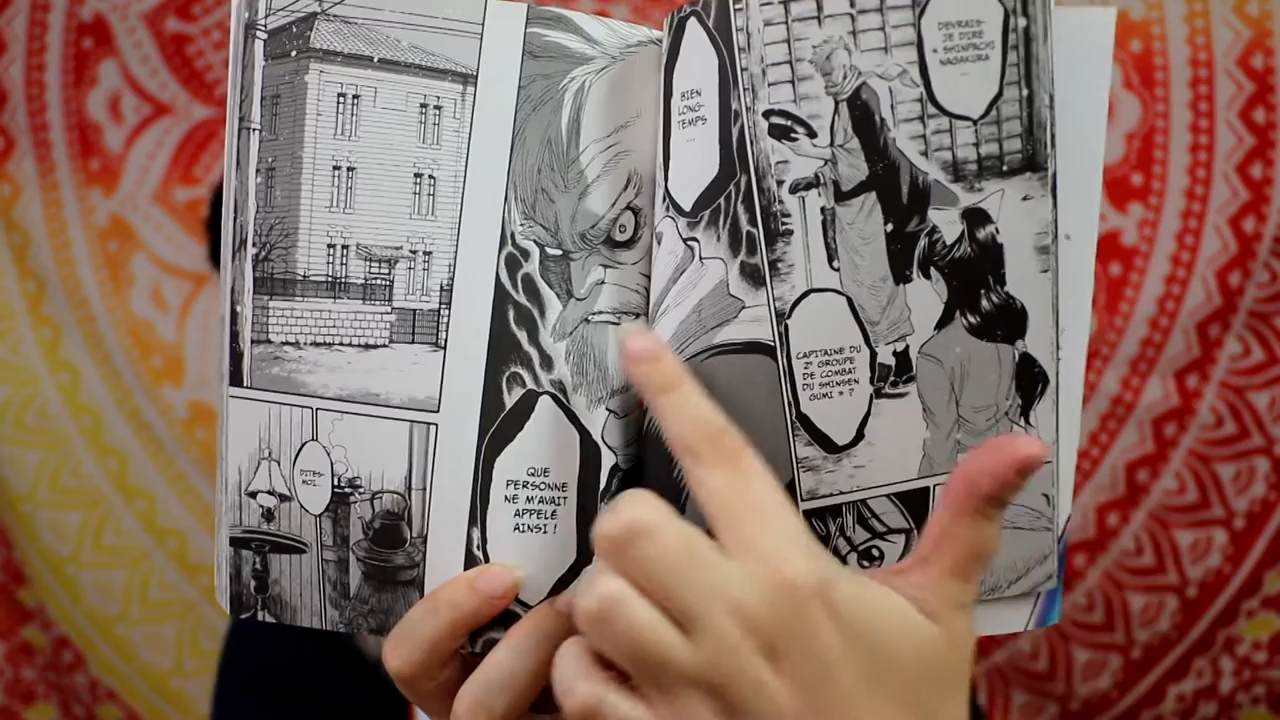 DEVRAIS-
JE DIRE
« SHINPACHI
NAGAKURA
...
CAPITAINE DU
2E GROUPE
DE COMBAT
DU SHINSEN
GUMI » ?
BIEN
LONG-
TEMPS
...
QUE
PERSONNE
NE M'AVAIT
APPELÉ
AINSI !
DITES-
MOI...